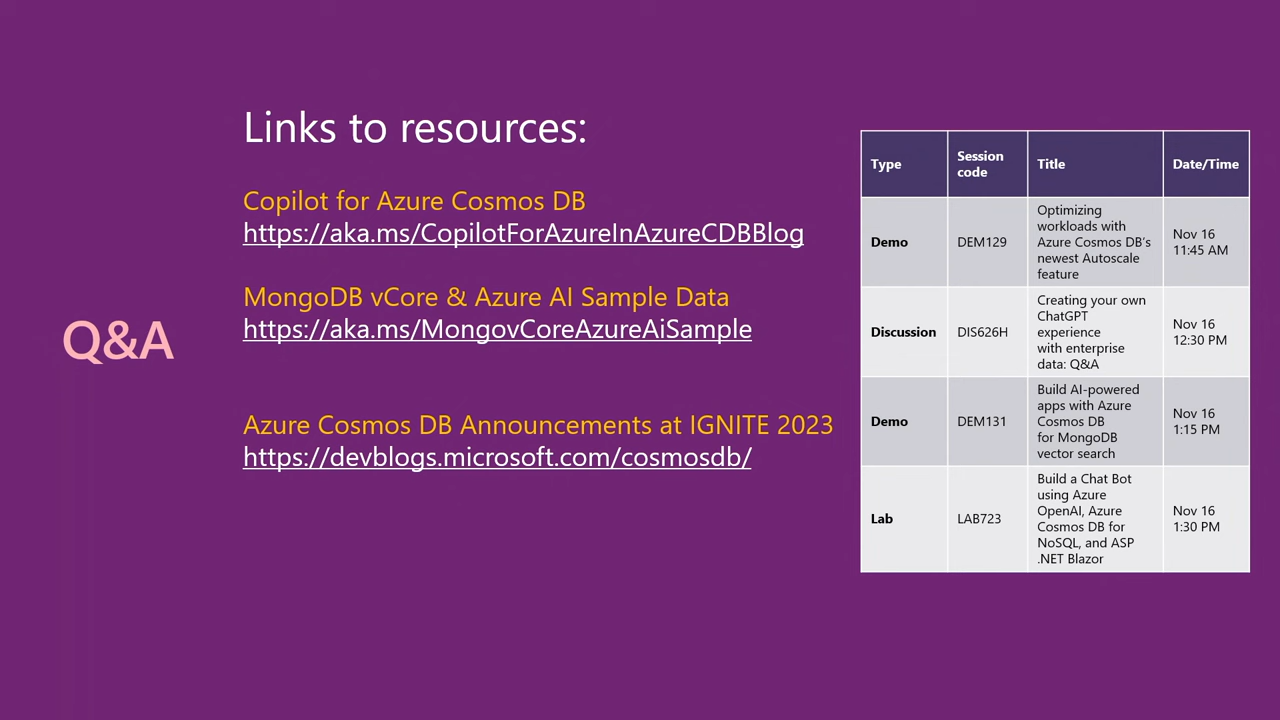 Q&A
Links to resources:
Copilot for Azure Cosmos DB
https://aka.ms/CopilotForAzureInAzureCDBBlog
MongoDB vCore & Azure AI Sample Data
https://aka.ms/MongovCoreAzureAiSample
Azure Cosmos DB Announcements at IGNITE 2023
https://devblogs.microsoft.com/cosmosdb/
Type
Session
code
Title
Date/Time
Demo
DEM129
Optimizing
workloads with
Azure Cosmos DB's
newest Autoscale
feature
Nov 16
11:45 AM
Discussion
DIS626H
Creating your own
ChatGPT
experience
with enterprise
data: Q&A
Nov 16
12:30 PM
Demo
DEM131
Build AI-powered
apps with Azure
Cosmos DB
for MongoDB
vector search
Nov 16
1:15 PM
Lab
LAB723
Build a Chat Bot
using Azure
OpenAI, Azure
Cosmos DB for
NoSQL, and ASP
.NET Blazor
Nov 16
1:30 PM